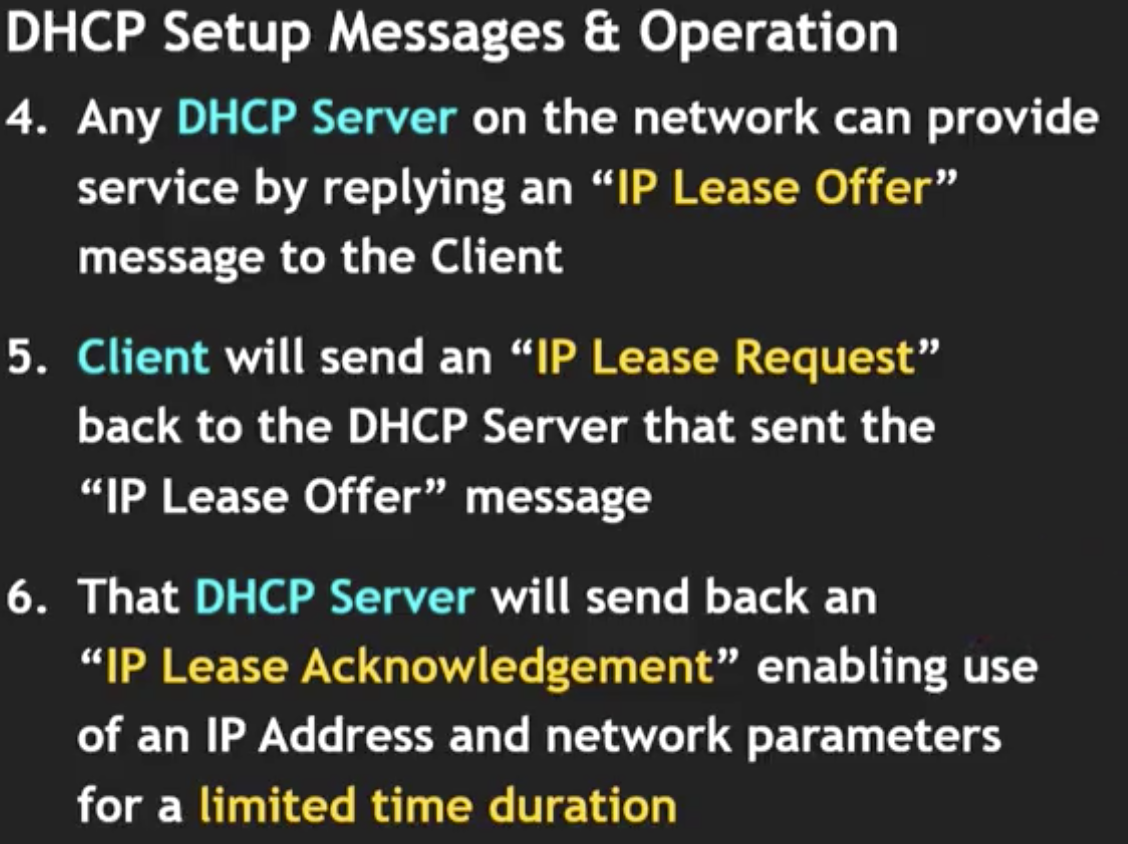 DHCP Setup Messages & Operation
4. Any DHCP Server on the network can provide
service by replying an “IP Lease Offer”
message to the Client
5. Client will send an “IP Lease Request”
back to the DHCP Server that sent the
“IP Lease Offer” message
6. That DHCP Server will send back an
“IP Lease Acknowledgement” enabling use
of an IP Address and network parameters
for a limited time duration